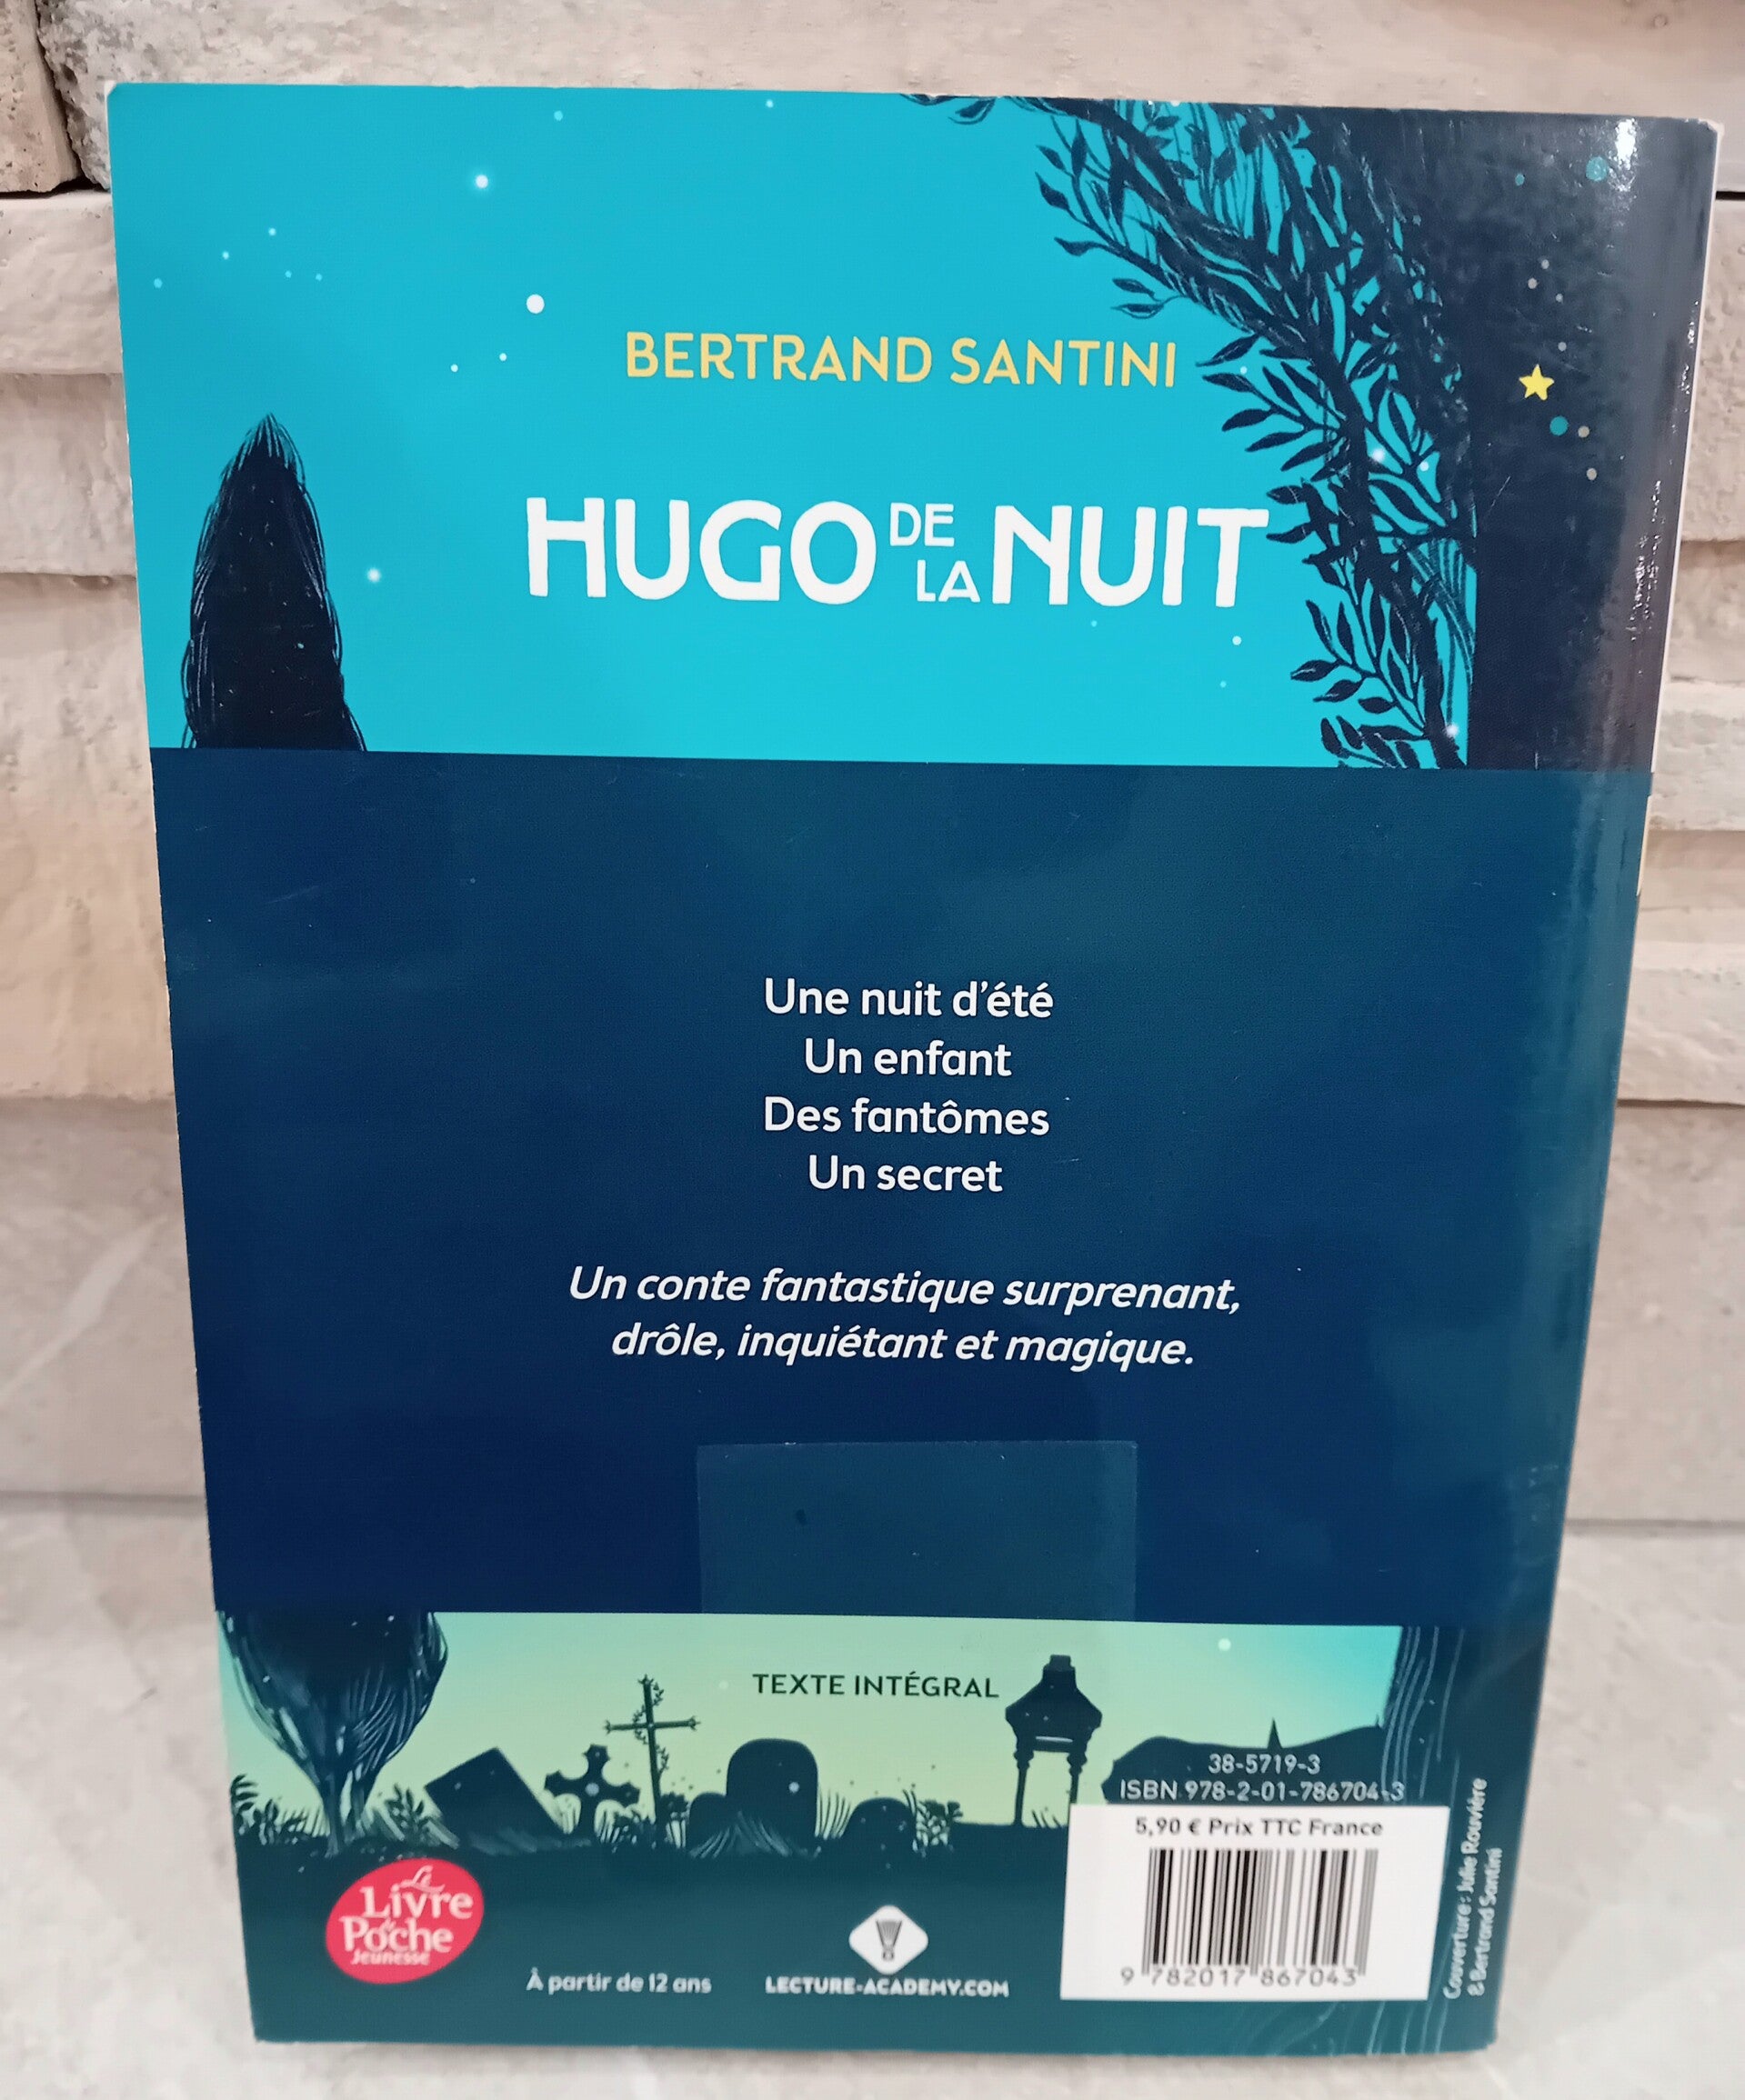 BERTRAND SANTINI
HUGO DE LA NUIT
Une nuit d'été
Un enfant
Des fantômes
Un secret
Un conte fantastique surprenant,
drôle, inquiétant et magique.
TEXTE INTÉGRAL
38-5719-3
ISBN 978-2-01-786704-3
5,90 € Prix TTC France
9 782017 867043
Le
Livre
de
Poche
Jeunesse
À partir de 12 ans
LECTURE-ACADEMY.COM
Couverture : Julie Rouvière
& Bertrand Santini